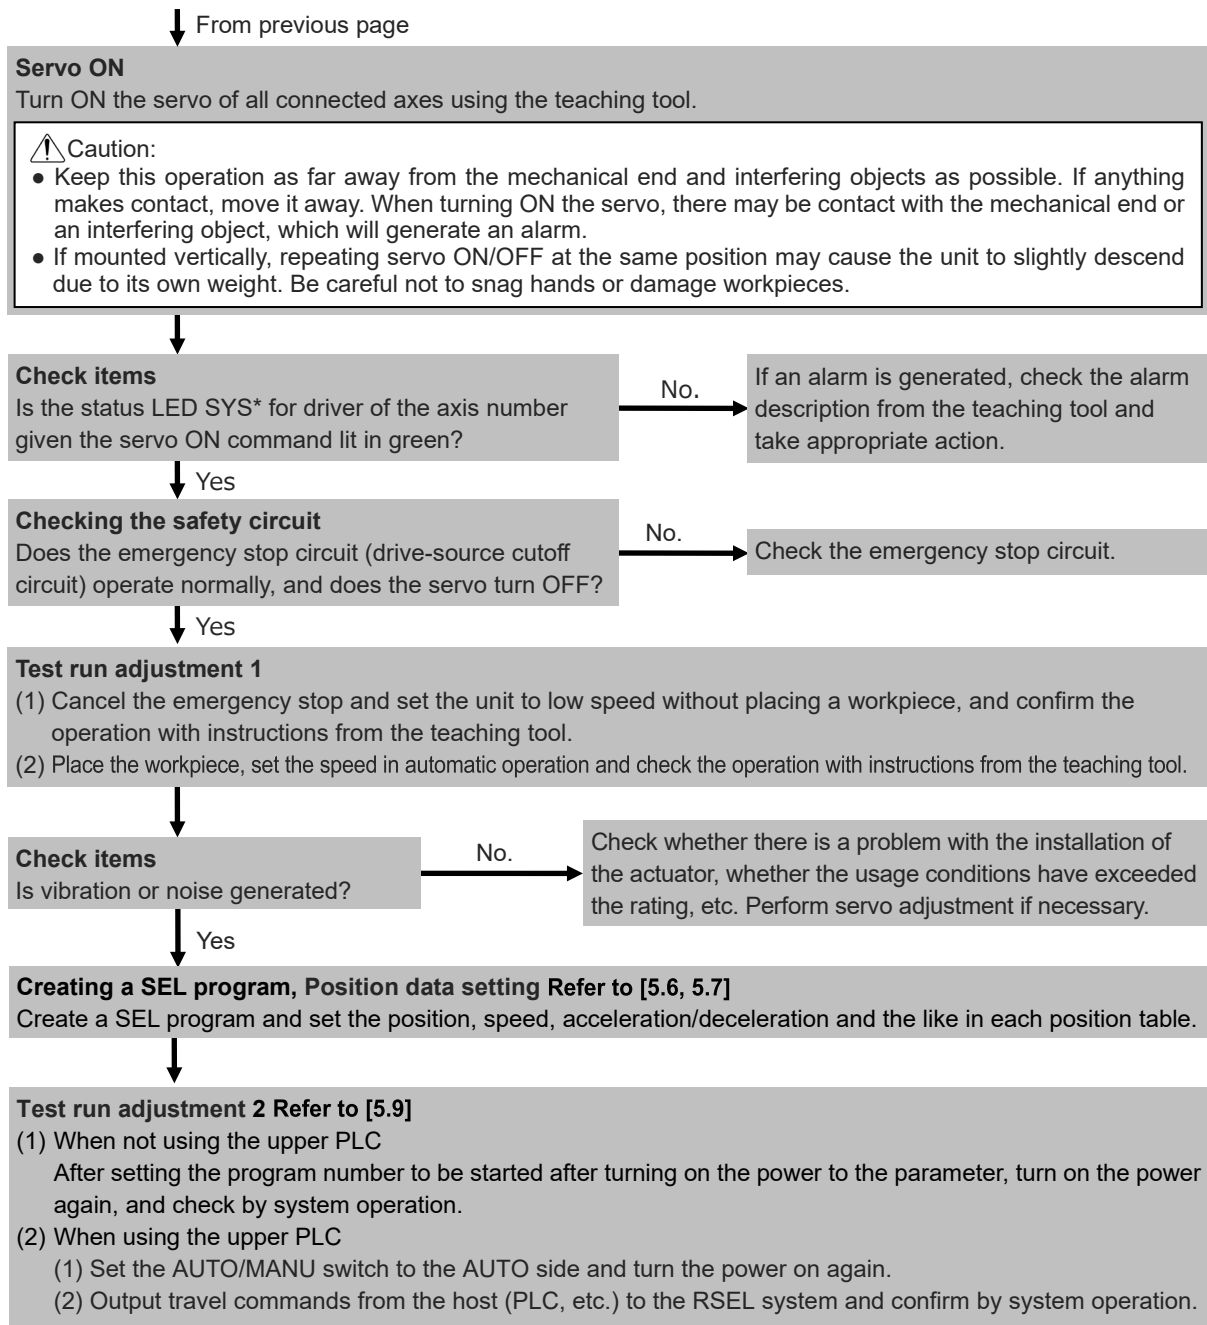 From previous page
Servo ON
Turn ON the servo of all connected axes using the teaching tool.
Caution:
● Keep this operation as far away from the mechanical end and interfering objects as possible. If anything
makes contact, move it away. When turning ON the servo, there may be contact with the mechanical end or
an interfering object, which will generate an alarm.
● If mounted vertically, repeating servo ON/OFF at the same position may cause the unit to slightly descend
due to its own weight. Be careful not to snag hands or damage workpieces.
Check items
Is the status LED SYS* for driver of the axis number
given the servo ON command lit in green?
No.
If an alarm is generated, check the alarm
description from the teaching tool and
take appropriate action.
Yes
Checking the safety circuit
Does the emergency stop circuit (drive-source cutoff
circuit) operate normally, and does the servo turn OFF?
No.
Check the emergency stop circuit.
Yes
Test run adjustment 1
(1) Cancel the emergency stop and set the unit to low speed without placing a workpiece, and confirm the
operation with instructions from the teaching tool.
(2) Place the workpiece, set the speed in automatic operation and check the operation with instructions from the teaching tool.
Check items
Is vibration or noise generated?
No.
Check whether there is a problem with the installation of
the actuator, whether the usage conditions have exceeded
the rating, etc. Perform servo adjustment if necessary.
Yes
Creating a SEL program, Position data setting Refer to [5.6, 5.7]
Create a SEL program and set the position, speed, acceleration/deceleration and the like in each position table.
Test run adjustment 2 Refer to [5.9]
(1) When not using the upper PLC
After setting the program number to be started after turning on the power to the parameter, turn on the power
again, and check by system operation.
(2) When using the upper PLC
(1) Set the AUTO/MANU switch to the AUTO side and turn the power on again.
(2) Output travel commands from the host (PLC, etc.) to the RSEL system and confirm by system operation.